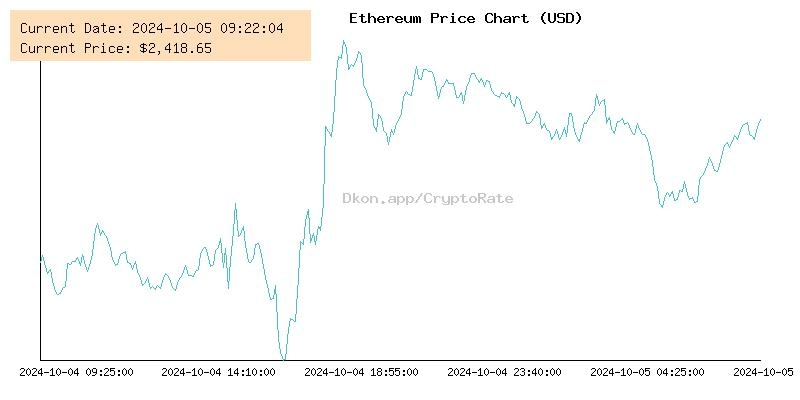 Ethereum Price Chart (USD)
Current Date: 2024-10-05 09:22:04
Current Price: $2,418.65
Dkon.app/CryptoRate
2024-10-04 09:25:00
2024-10-04 14:10:00
2024-10-04 18:55:00
2024-10-04 23:40:00
2024-10-05 04:25:00
2024-10-05